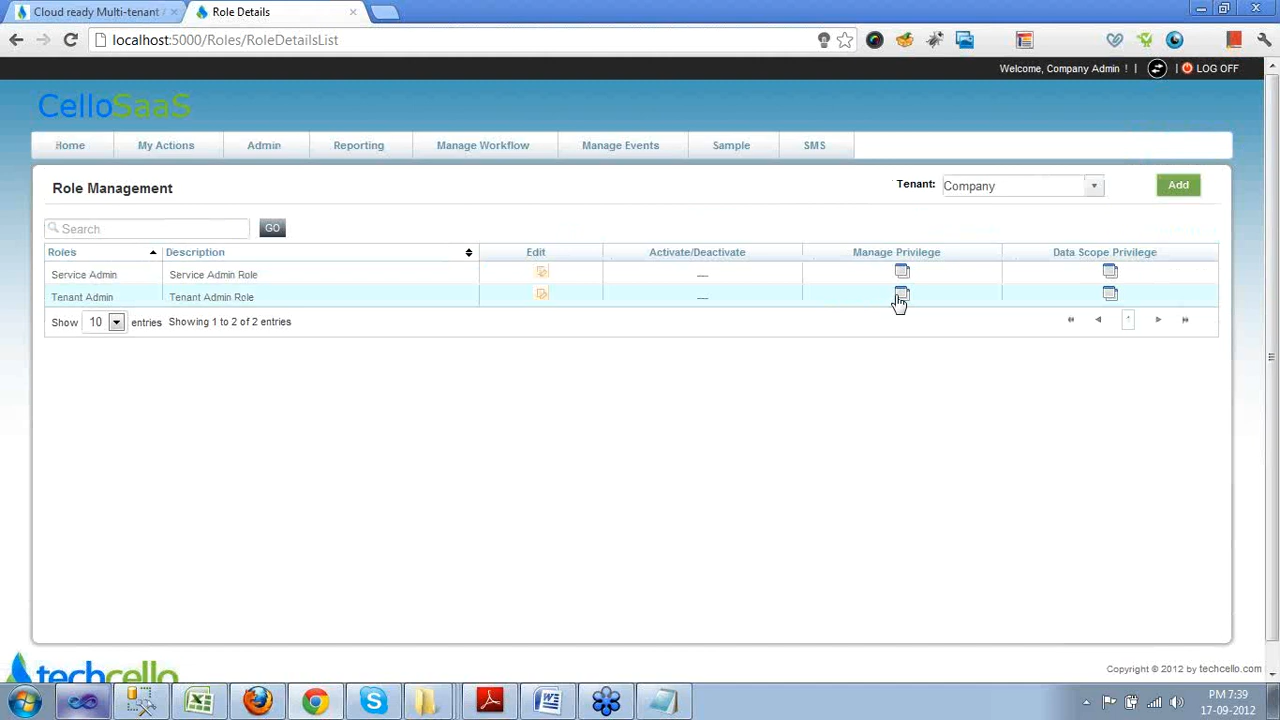 Cloud ready Multi-tenant /
Role Details
localhost:5000/Roles/RoleDetailsList
Welcome, Company Admin ! | | LOG OFF
CelloSaaS
Home My Actions Admin Reporting Manage Workflow Manage Events Sample SMS
Role Management
Tenant: Company Add
Search GO
Roles Description Edit Activate/Deactivate Manage Privilege Data Scope Privilege
Service Admin Service Admin Role ---
Tenant Admin Tenant Admin Role ---
Show 10 entries Showing 1 to 2 of 2 entries
techcello
Copyright © 2012 by techcello.com
PM 7:39
17-09-2012